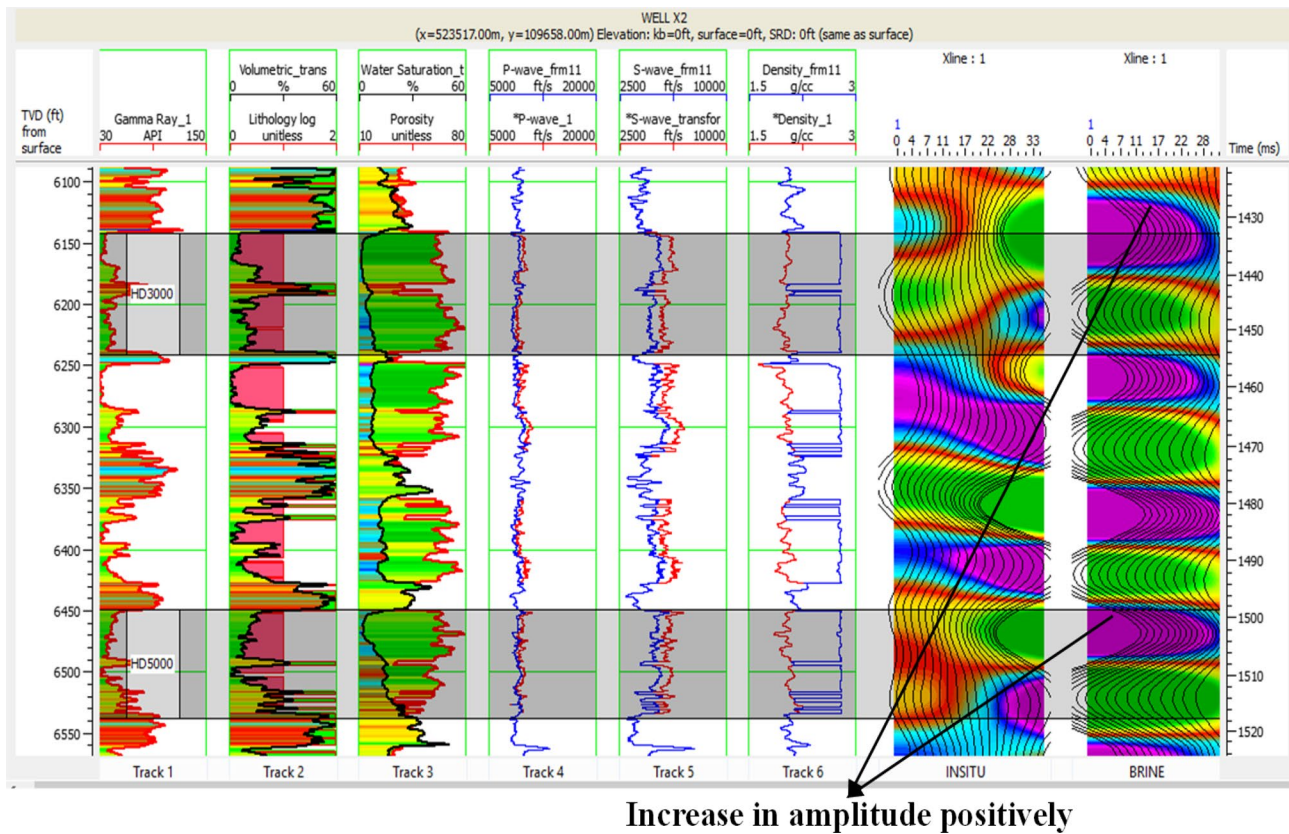 WELL X2
(x=523517.00m, y=109658.00m) Elevation: kb=0ft, surface=0ft, SRD: 0ft (same as surface)
Volumetric_trans Water Saturation_t P-wave_frm11 S-wave_frm11 Density_frm11 Xline : 1 Xline : 1
0 % 60 0 % 60 5000 ft/s 20000 2500 ft/s 10000 1.5 g/cc 3
TVD (ft)
from
surface
Gamma Ray_1 Lithology log Porosity *P-wave_1 *S-wave_transfor *Density_1 1 1
30 API 150 0 unitless 2 10 unitless 80 5000 ft/s 20000 2500 ft/s 10000 1.5 g/cc 3 0 4 7 11 17 22 28 33 0 4 7 11 17 22 28 Time (ms)
6100
1430
6150
1440
HD3000
6200
1450
6250
1460
6300
1470
6350
1480
6400
1490
6450
1500
HD5000
6500
1510
6550
1520
Track 1 Track 2 Track 3 Track 4 Track 5 Track 6 INSITU BRINE
Increase in amplitude positively